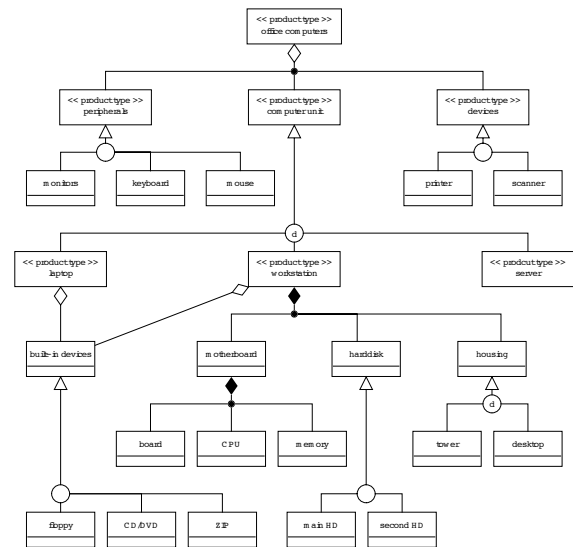 << producttype >>
office computers
<< producttype >>
peripherals
<< producttype >>
computer unit
<< producttype >>
devices
monitors
keyboard
mouse
printer
scanner
d
<< producttype >>
laptop
<< producttype >>
workstation
<< prodcuttype >>
server
built-in devices
motherboard
harddisk
housing
d
board
CPU
memory
tower
desktop
floppy
CD/DVD
ZIP
main HD
second HD